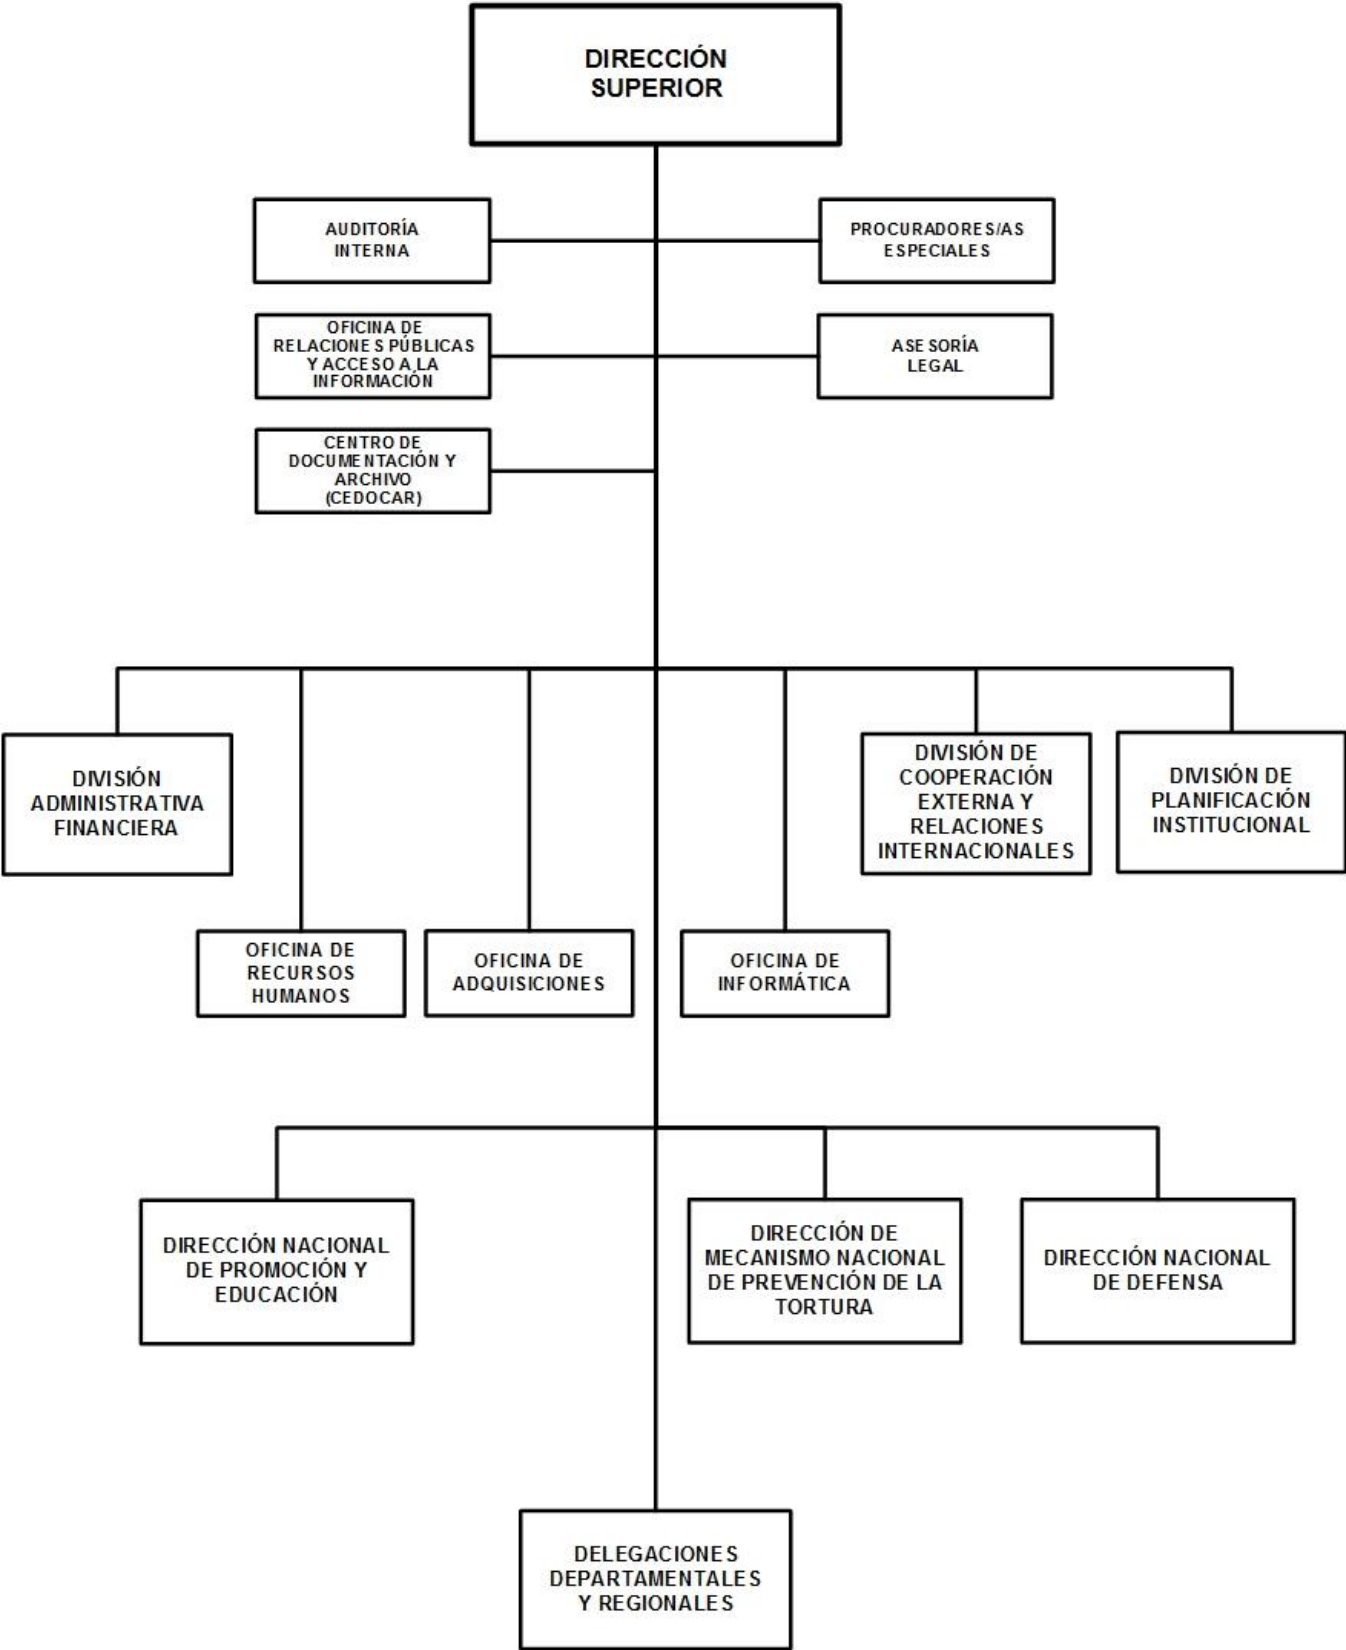 DIRECCIÓN
SUPERIOR
AUDITORÍA
INTERNA
PROCURADORES/AS
ESPECIALES
OFICINA DE
RELACIONES PÚBLICAS
Y ACCESO A LA
INFORMACIÓN
ASESORÍA
LEGAL
CENTRO DE
DOCUMENTACIÓN Y
ARCHIVO
(CEDOCAR)
DIVISIÓN
ADMINISTRATIVA
FINANCIERA
DIVISIÓN DE
COOPERACIÓN
EXTERNA Y
RELACIONES
INTERNACIONALES
DIVISIÓN DE
PLANIFICACIÓN
INSTITUCIONAL
OFICINA DE
RECURSOS
HUMANOS
OFICINA DE
ADQUISICIONES
OFICINA DE
INFORMÁTICA
DIRECCIÓN NACIONAL
DE PROMOCIÓN Y
EDUCACIÓN
DIRECCIÓN DE
MECANISMO NACIONAL
DE PREVENCIÓN DE LA
TORTURA
DIRECCIÓN NACIONAL
DE DEFENSA
DELEGACIONES
DEPARTAMENTALES
Y REGIONALES